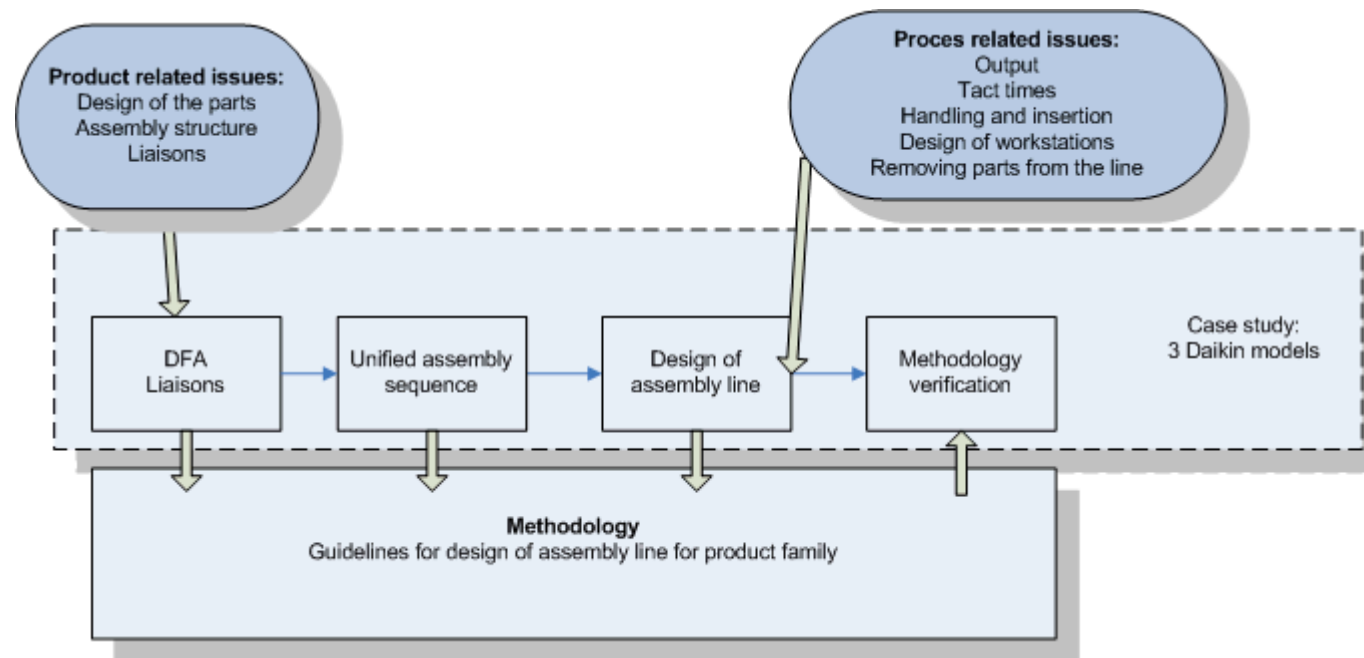 Product related issues:
Design of the parts
Assembly structure
Liaisons
Proces related issues:
Output
Tact times
Handling and insertion
Design of workstations
Removing parts from the line
DFA
Liaisons
Unified assembly
sequence
Design of
assembly line
Methodology
verification
Case study:
3 Daikin models
Methodology
Guidelines for design of assembly line for product family